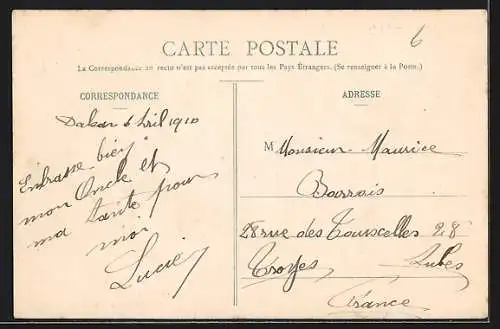 6
CARTE POSTALE
La Correspondance au recto n'est pas acceptée par tous les Pays Étrangers. (Se renseigner à la Poste.)
CORRESPONDANCE
Dakar 6 Avril 1910
Embrasse bien
mon Oncle et
ma tante pour
moi
Lucie
ADRESSE
M Monsieur Maurice
Barrois
28 rue des Tourscelles 28
Troyes, Aubes
France